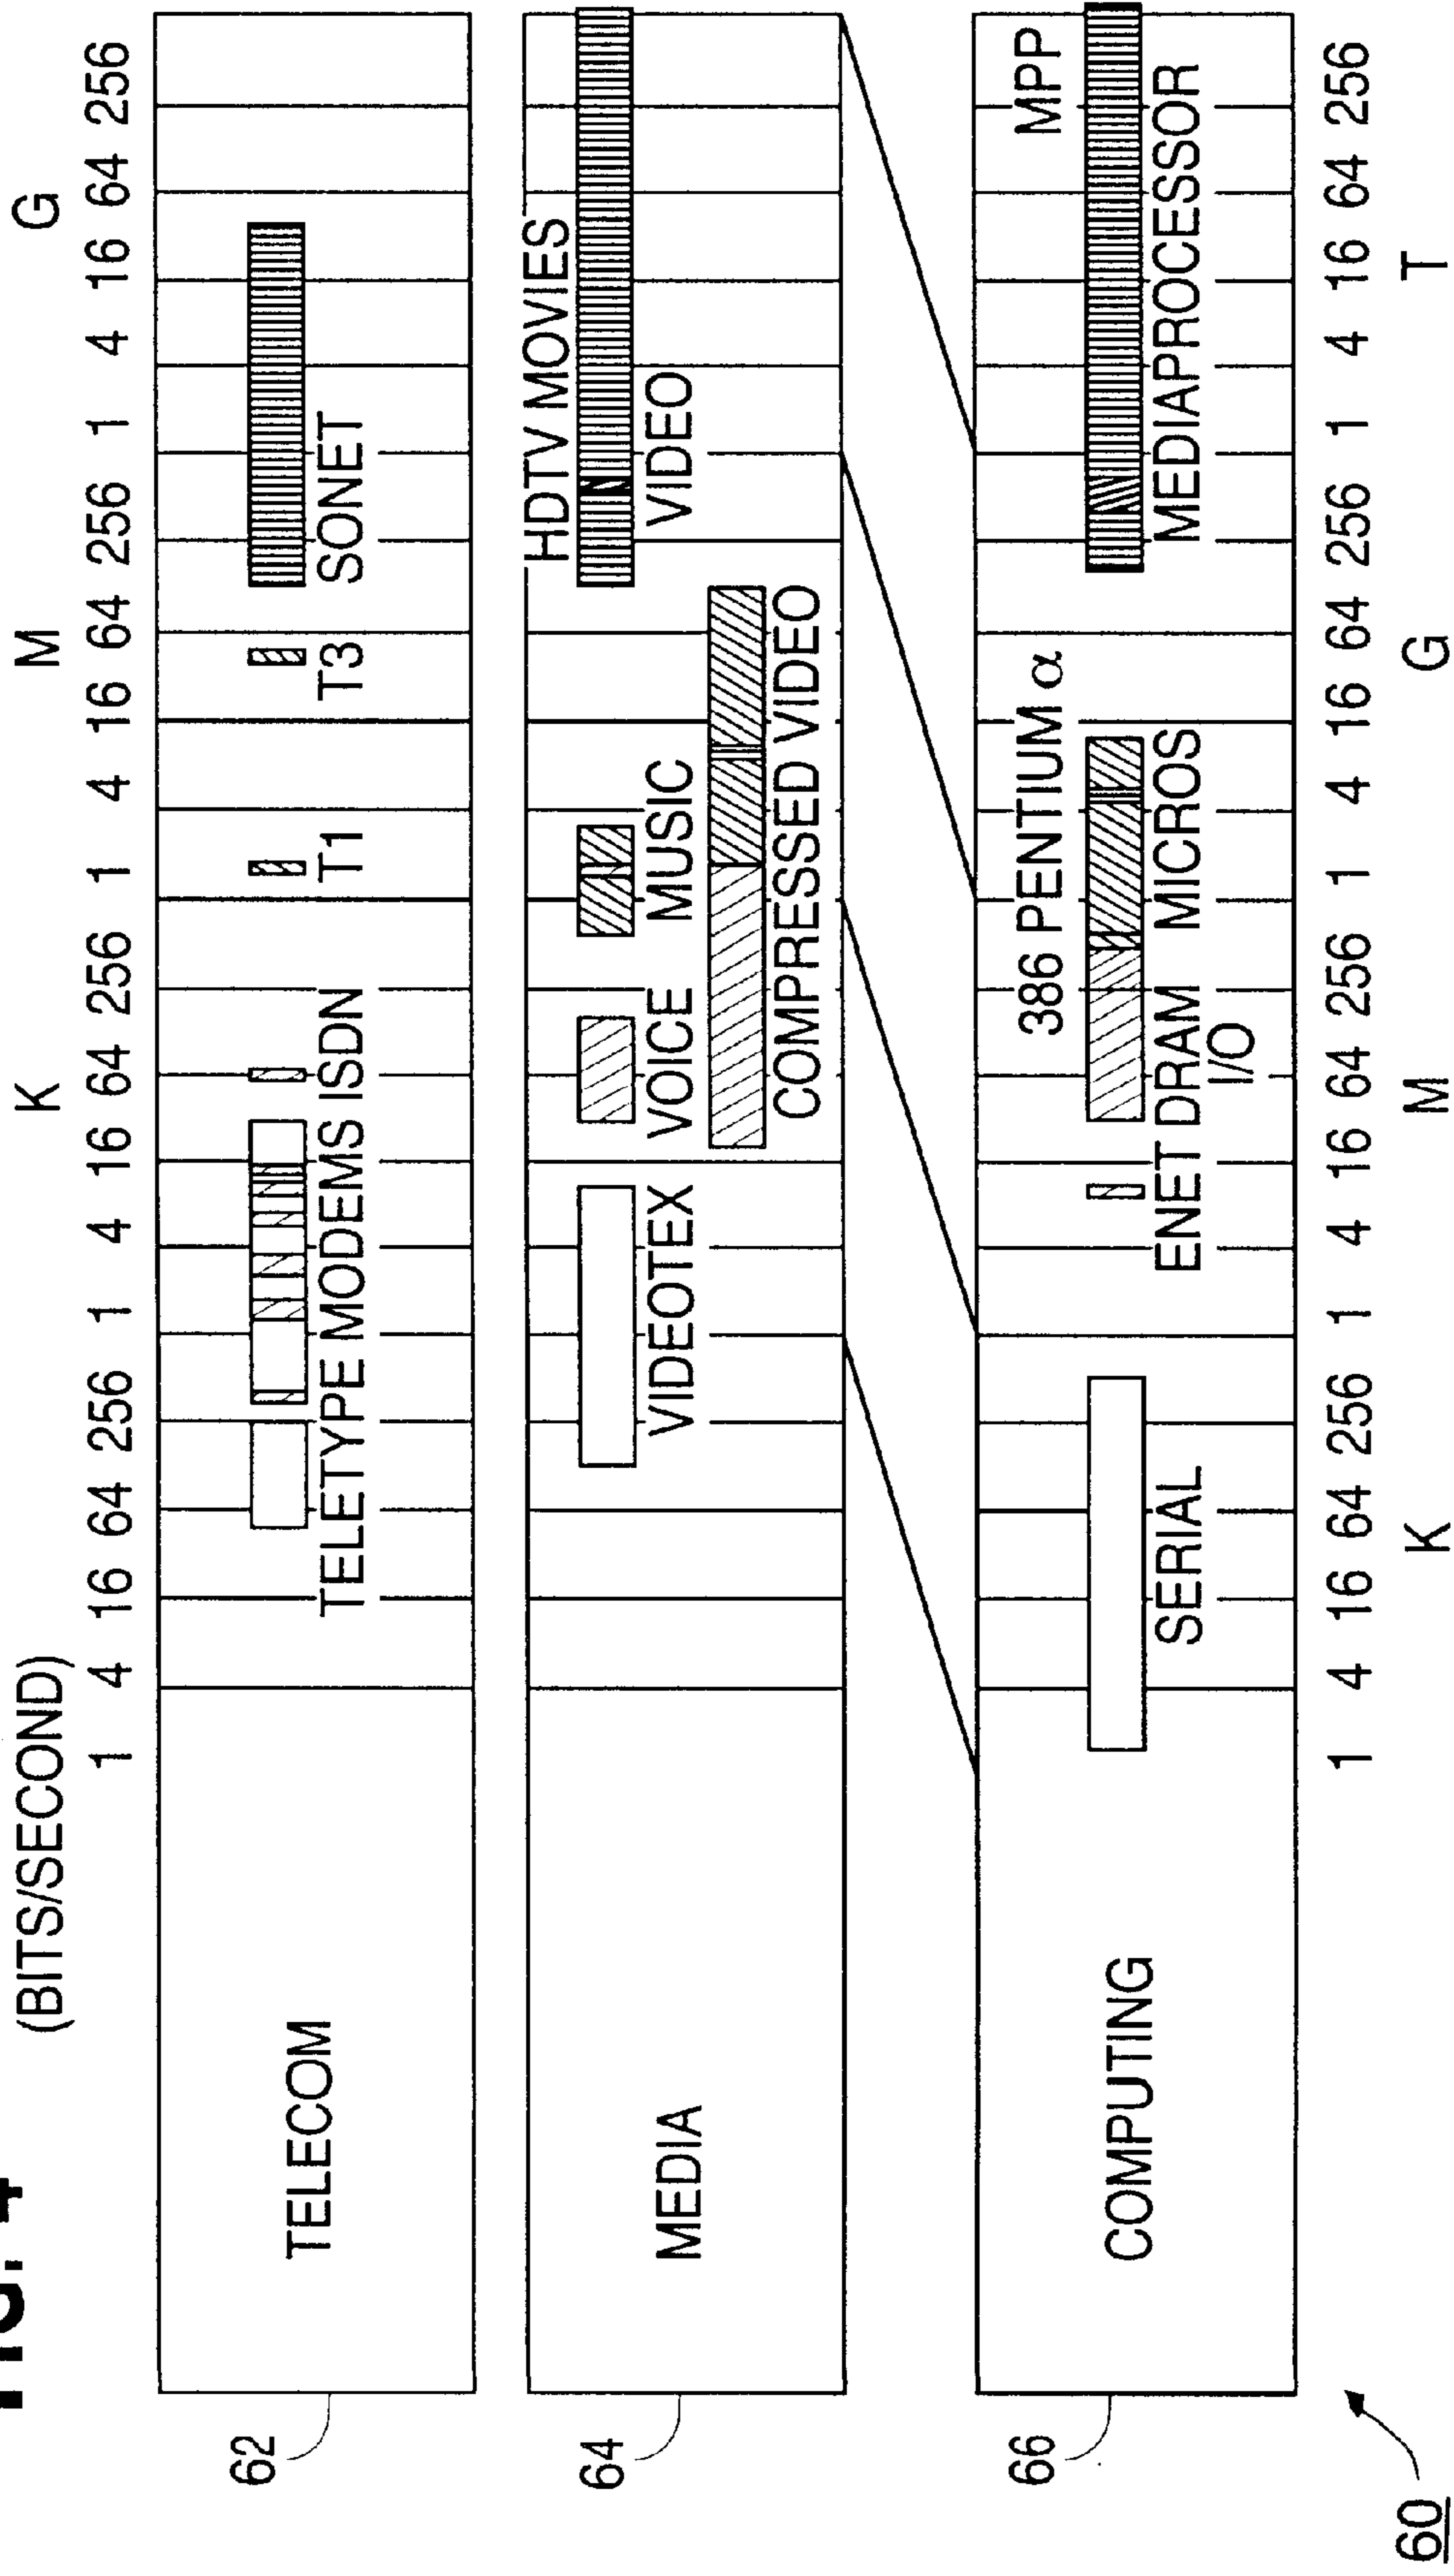 FIG. 4
(BITS/SECOND) K M G
1 4 16 64 256 1 4 16 64 256 1 4 16 64 256 1 4 16 64 256
62
TELECOM
TELETYPE MODEMS ISDN T1 T3 SONET
64
MEDIA
HDTV MOVIES
VIDEOTEX VOICE MUSIC VIDEO
COMPRESSED VIDEO
66
COMPUTING
386 PENTIUM α MPP
SERIAL ENET DRAM MICROS MEDIAPROCESSOR
I/O
1 4 16 64 256 1 4 16 64 256 1 4 16 64 256 1 4 16 64 256
K M G T
60